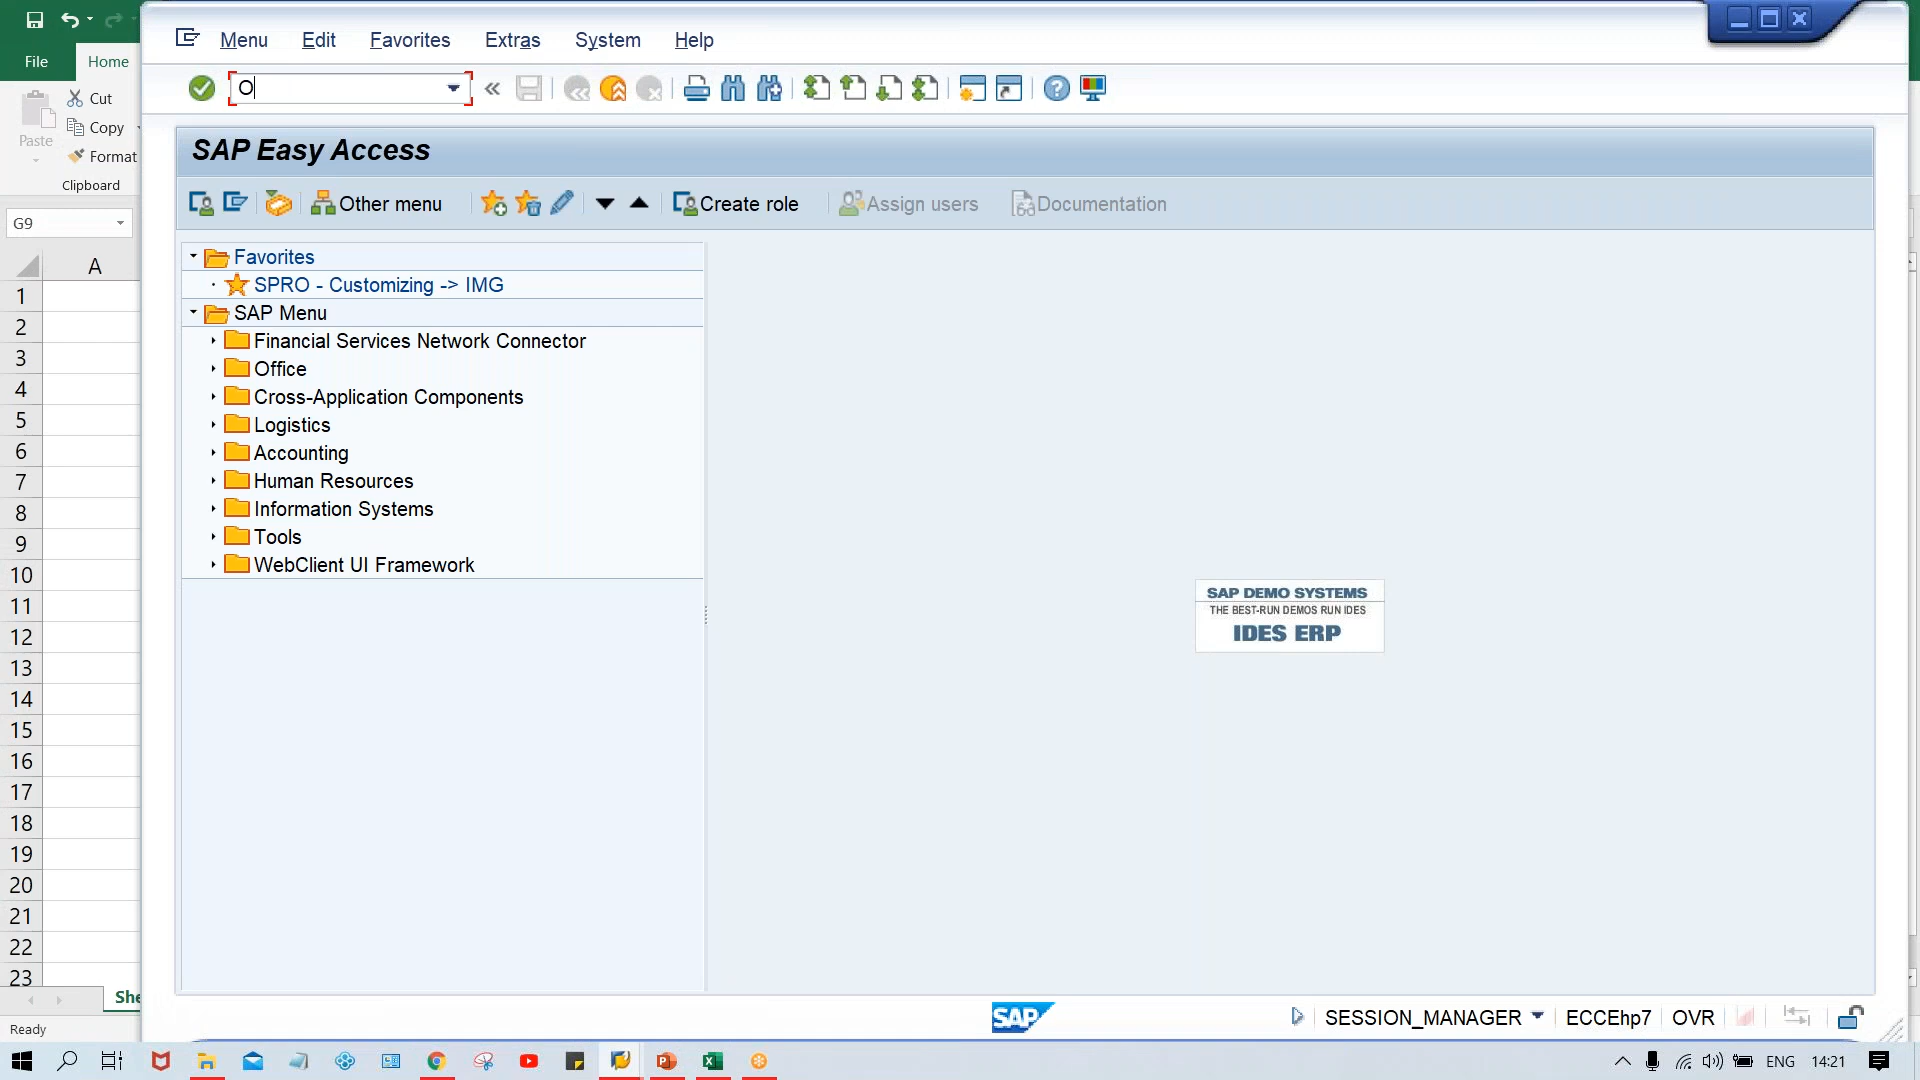 File
Home
Cut
Copy
Format
Paste
Clipboard
G9
A
1
2
3
4
5
6
7
8
9
10
11
12
13
14
15
16
17
18
19
20
21
22
23
She
Ready
Menu Edit Favorites Extras System Help
O
SAP Easy Access
Other menu Create role Assign users Documentation
Favorites
SPRO - Customizing -> IMG
SAP Menu
Financial Services Network Connector
Office
Cross-Application Components
Logistics
Accounting
Human Resources
Information Systems
Tools
WebClient UI Framework
SAP DEMO SYSTEMS
THE BEST-RUN DEMOS RUN IDES
IDES ERP
SAP
SESSION_MANAGER ECCEhp7 OVR
ENG 14:21